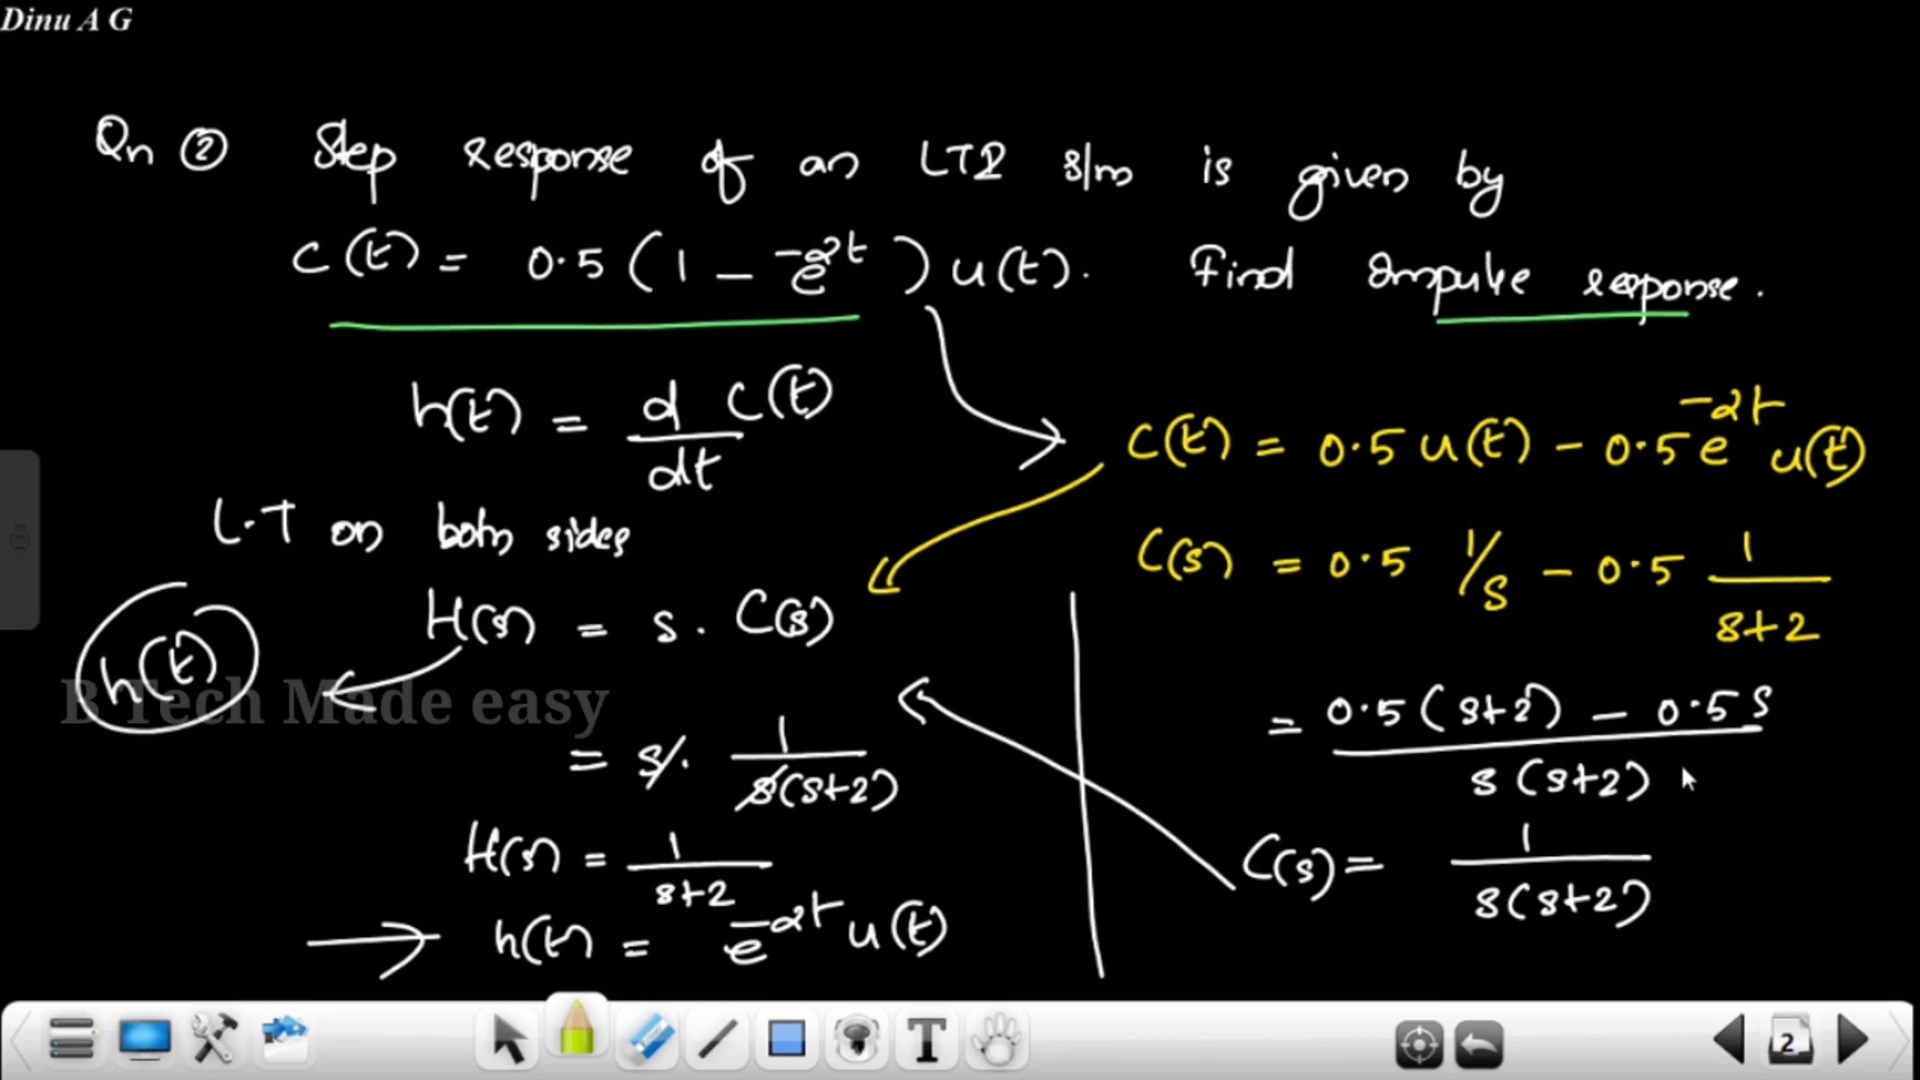 Dinu A G
Qn ② Step Response of an LTI s/m is given by
c(t) = 0.5 (1 - e^-2t) u(t). Find Impulse response.
h(t) = d/dt c(t)
L.T on both sides
H(s) = s . C(s)
h(t)
B Tech Made easy
= s . 1/(s(s+2))
H(s) = 1/(s+2)
→ h(t) = e^-2t u(t)
C(t) = 0.5 u(t) - 0.5 e^-2t u(t)
C(s) = 0.5 1/s - 0.5 1/(s+2)
= (0.5(s+2) - 0.5s)/(s(s+2))
C(s) = 1/(s(s+2))
T
2